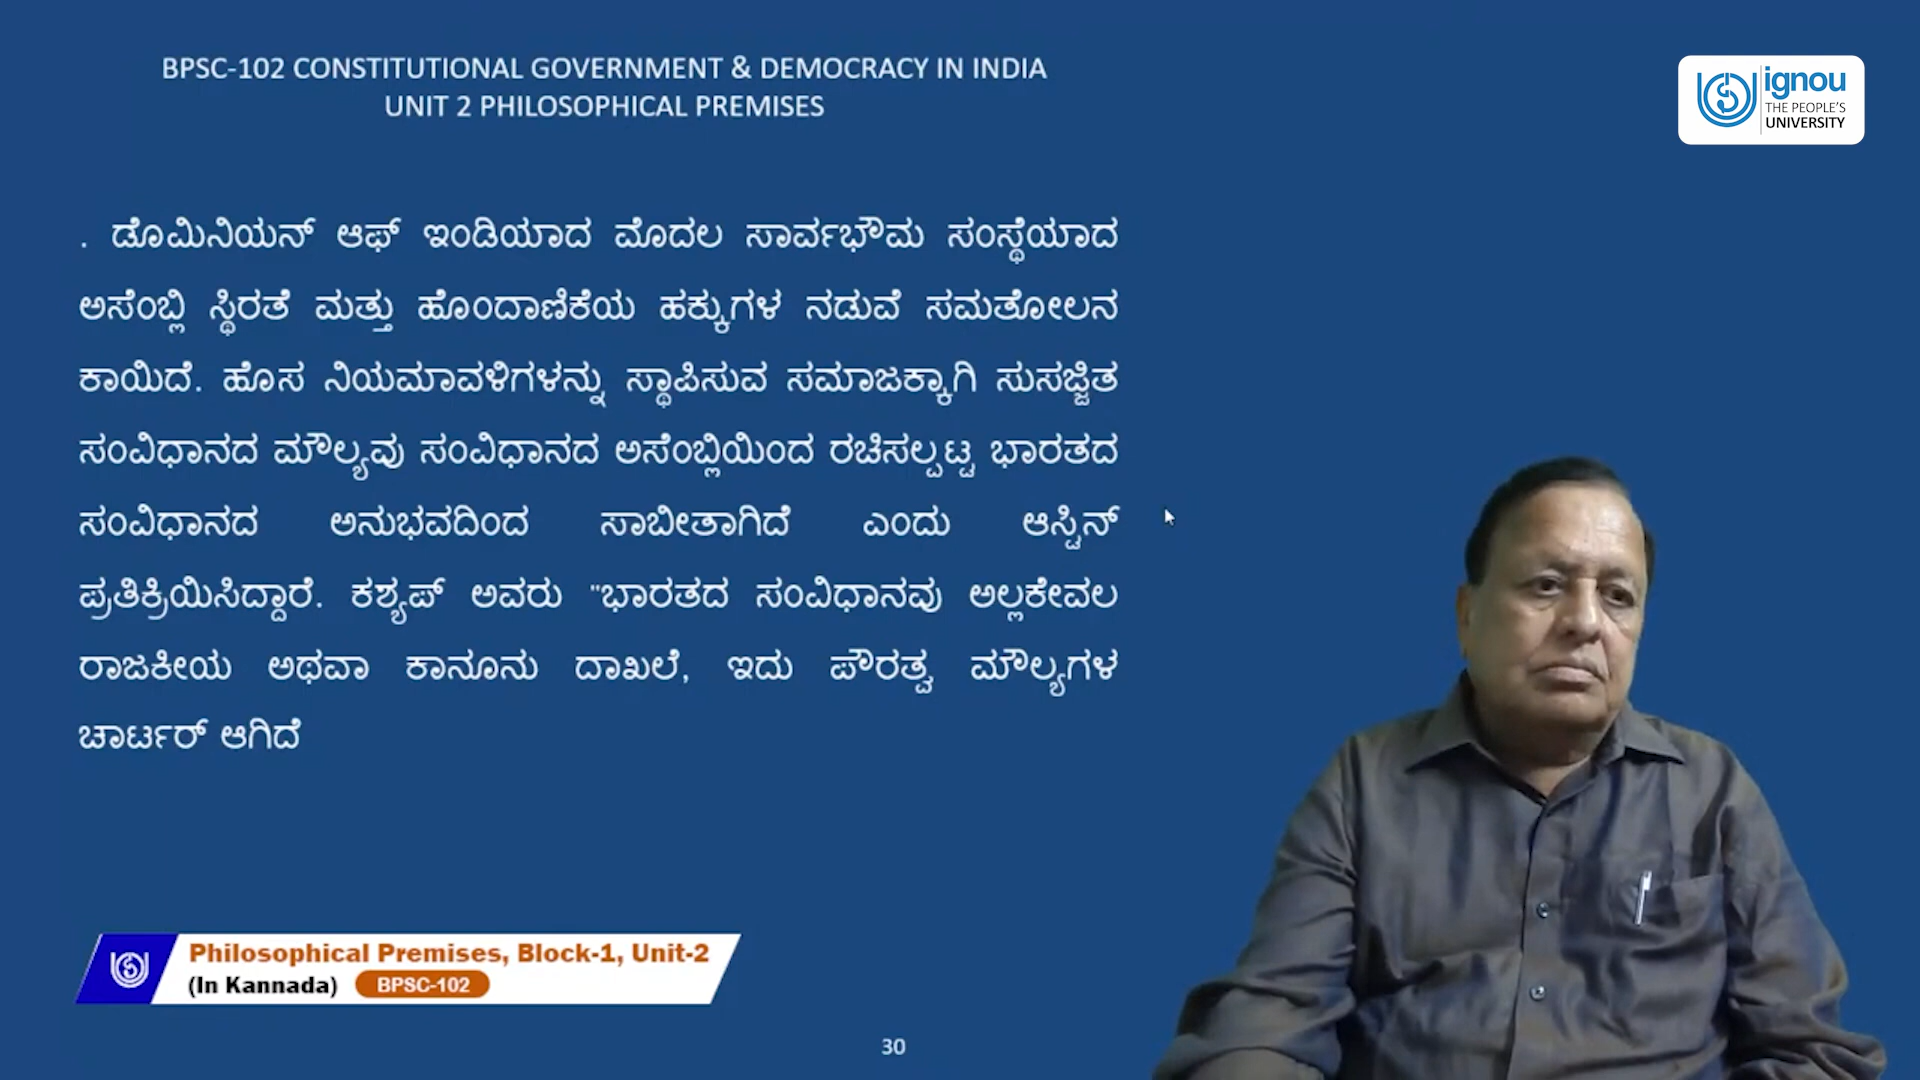 BPSC-102 CONSTITUTIONAL GOVERNMENT & DEMOCRACY IN INDIA
UNIT 2 PHILOSOPHICAL PREMISES
ignou
THE PEOPLE'S
UNIVERSITY
. ಡೊಮಿನಿಯನ್ ಆಫ್ ಇಂಡಿಯಾದ ಮೊದಲ ಸಾರ್ವಭೌಮ ಸಂಸ್ಥೆಯಾದ
ಅಸೆಂಬ್ಲಿ ಸ್ಥಿರತೆ ಮತ್ತು ಹೊಂದಾಣಿಕೆಯ ಹಕ್ಕುಗಳ ನಡುವೆ ಸಮತೋಲನ
ಕಾಯಿದೆ. ಹೊಸ ನಿಯಮಾವಳಿಗಳನ್ನು ಸ್ಥಾಪಿಸುವ ಸಮಾಜಕ್ಕಾಗಿ ಸುಸಜ್ಜಿತ
ಸಂವಿಧಾನದ ಮೌಲ್ಯವು ಸಂವಿಧಾನದ ಅಸೆಂಬ್ಲಿಯಿಂದ ರಚಿಸಲ್ಪಟ್ಟ ಭಾರತದ
ಸಂವಿಧಾನದ ಅನುಭವದಿಂದ ಸಾಬೀತಾಗಿದೆ ಎಂದು ಆಸ್ಟಿನ್
ಪ್ರತಿಕ್ರಿಯಿಸಿದ್ದಾರೆ. ಕಶ್ಯಪ್ ಅವರು "ಭಾರತದ ಸಂವಿಧಾನವು ಅಲ್ಲಕೇವಲ
ರಾಜಕೀಯ ಅಥವಾ ಕಾನೂನು ದಾಖಲೆ, ಇದು ಪೌರತ್ವ ಮೌಲ್ಯಗಳ
ಚಾರ್ಟರ್ ಆಗಿದೆ
Philosophical Premises, Block-1, Unit-2
(In Kannada) BPSC-102
30